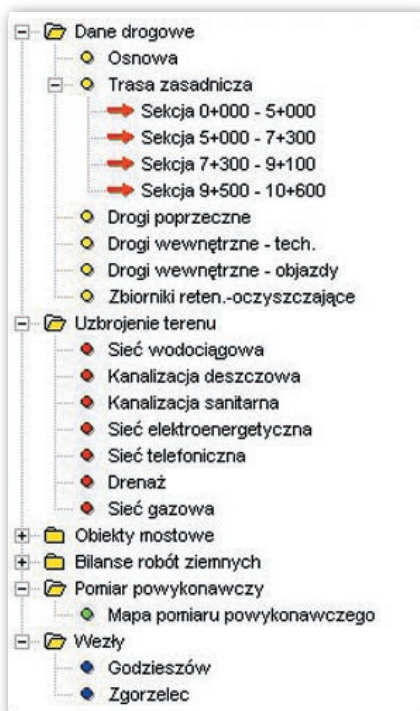 Dane drogowe
Osnowa
Trasa zasadnicza
Sekcja 0+000 - 5+000
Sekcja 5+000 - 7+300
Sekcja 7+300 - 9+100
Sekcja 9+500 - 10+600
Drogi poprzeczne
Drogi wewnętrzne - tech.
Drogi wewnętrzne - objazdy
Zbiorniki reten.-oczyszczające
Uzbrojenie terenu
Sieć wodociągowa
Kanalizacja deszczowa
Kanalizacja sanitarna
Sieć elektroenergetyczna
Sieć telefoniczna
Drenaż
Sieć gazowa
Obiekty mostowe
Bilanse robót ziemnych
Pomiar powykonawczy
Mapa pomiaru powykonawczego
Wezły
Godzieszów
Zgorzelec